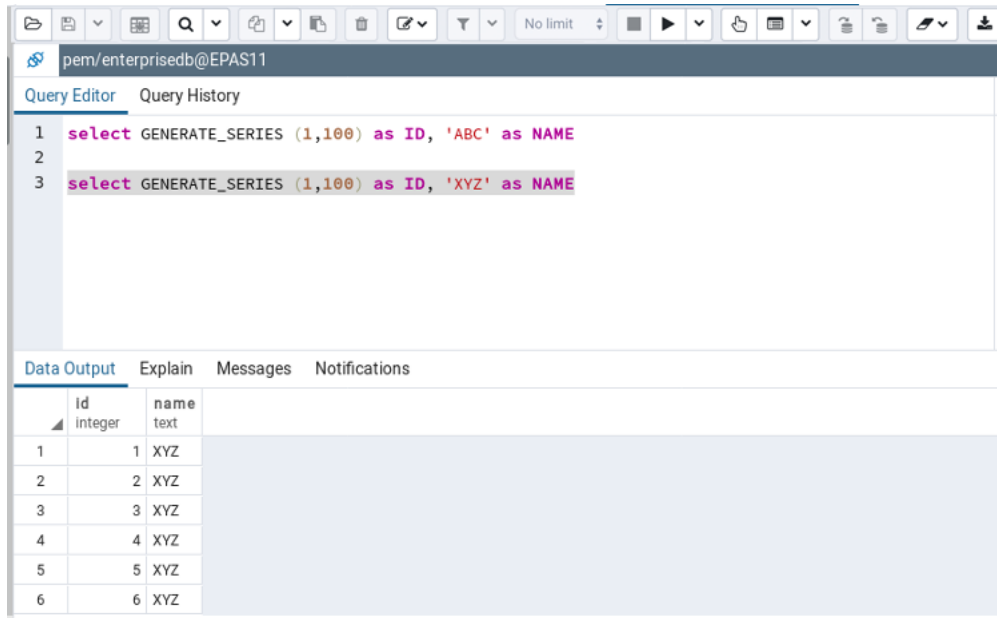 No limit
pem/enterprisedb@EPAS11
Query Editor Query History
1 select GENERATE_SERIES (1,100) as ID, 'ABC' as NAME
2
3 select GENERATE_SERIES (1,100) as ID, 'XYZ' as NAME
Data Output Explain Messages Notifications
id name
integer text
1 1 XYZ
2 2 XYZ
3 3 XYZ
4 4 XYZ
5 5 XYZ
6 6 XYZ